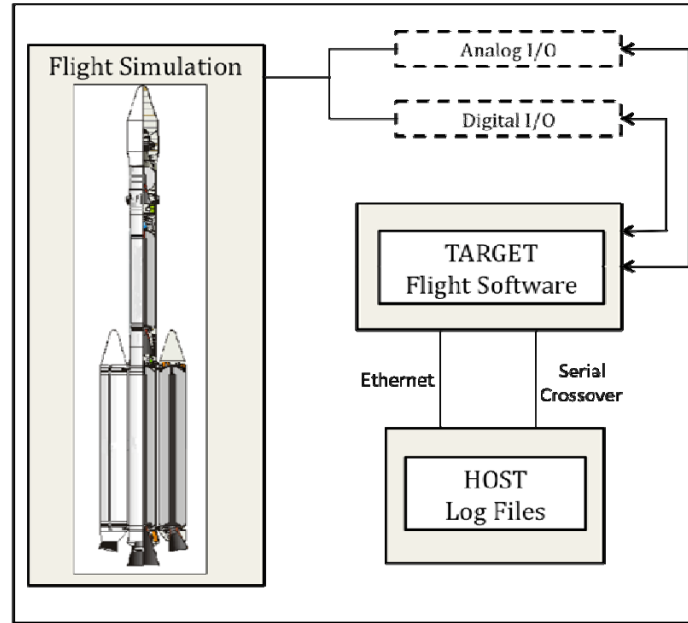 Flight Simulation
Analog I/O
Digital I/O
TARGET
Flight Software
Ethernet
Serial
Crossover
HOST
Log Files